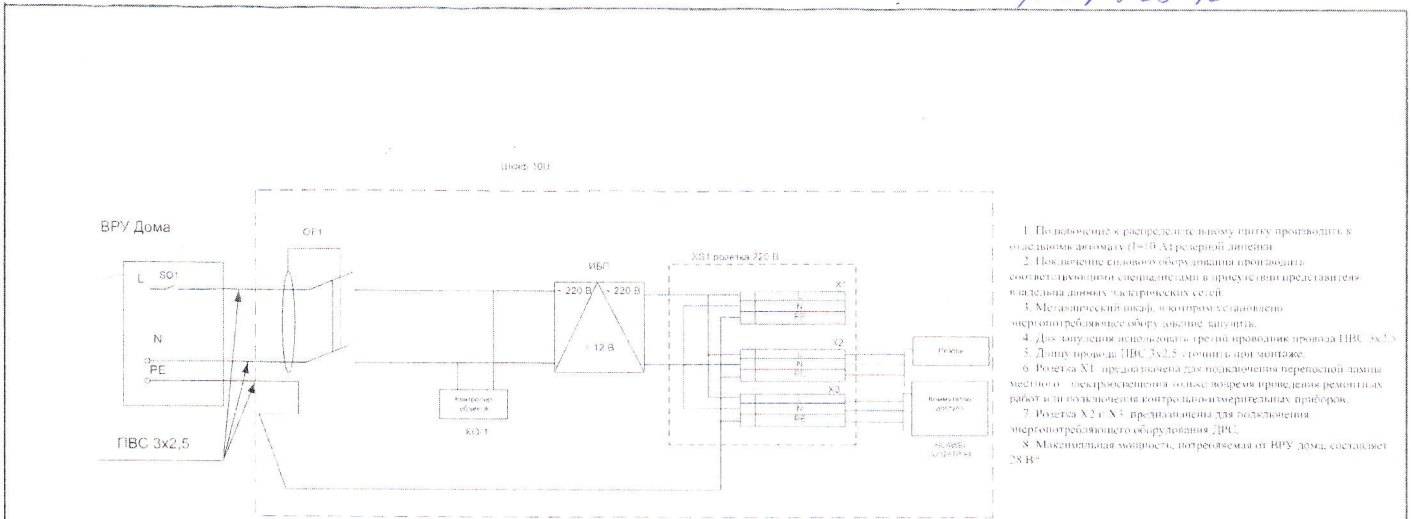 Шкаф 10U
ВРУ Дома
QF1
L
SQ1
ИБП
XS1 розетка 220 В
~ 220 В ~ 220 В
X1
L
N
PE
N
PE
= 12 В
X2
L
N
PE
X3
L
N
PE
Контроллер
объекта
КО-1
Коммутатор
доступа
HUAWEI
ПВС 3х2,5
1. Подключение к распределительному щитку производить к
отдельному автомату (I=10 А) резервной линейки
2. Подключение силового оборудования производить
соответствующими специалистами в присутствии представителя
владельца данных электрических сетей.
3. Металлический шкаф, в котором установлено
энергопотребляющее оборудование занулить.
4. Для зануления использовать третий проводник провода ПВС 3х2,5
5. Длину провода ПВС 3х2,5 уточнить при монтаже.
6. Розетка X1 предназначена для подключения переносной лампы
местного электроосвещения только вовремя проведения ремонтных
работ или подключения контрольно-измерительных приборов.
7. Розетка X2 и X3 предназначены для подключения
энергопотребляющего оборудования ДРС.
8. Максимальная мощность, потребляемая от ВРУ дома, составляет
28 Вт